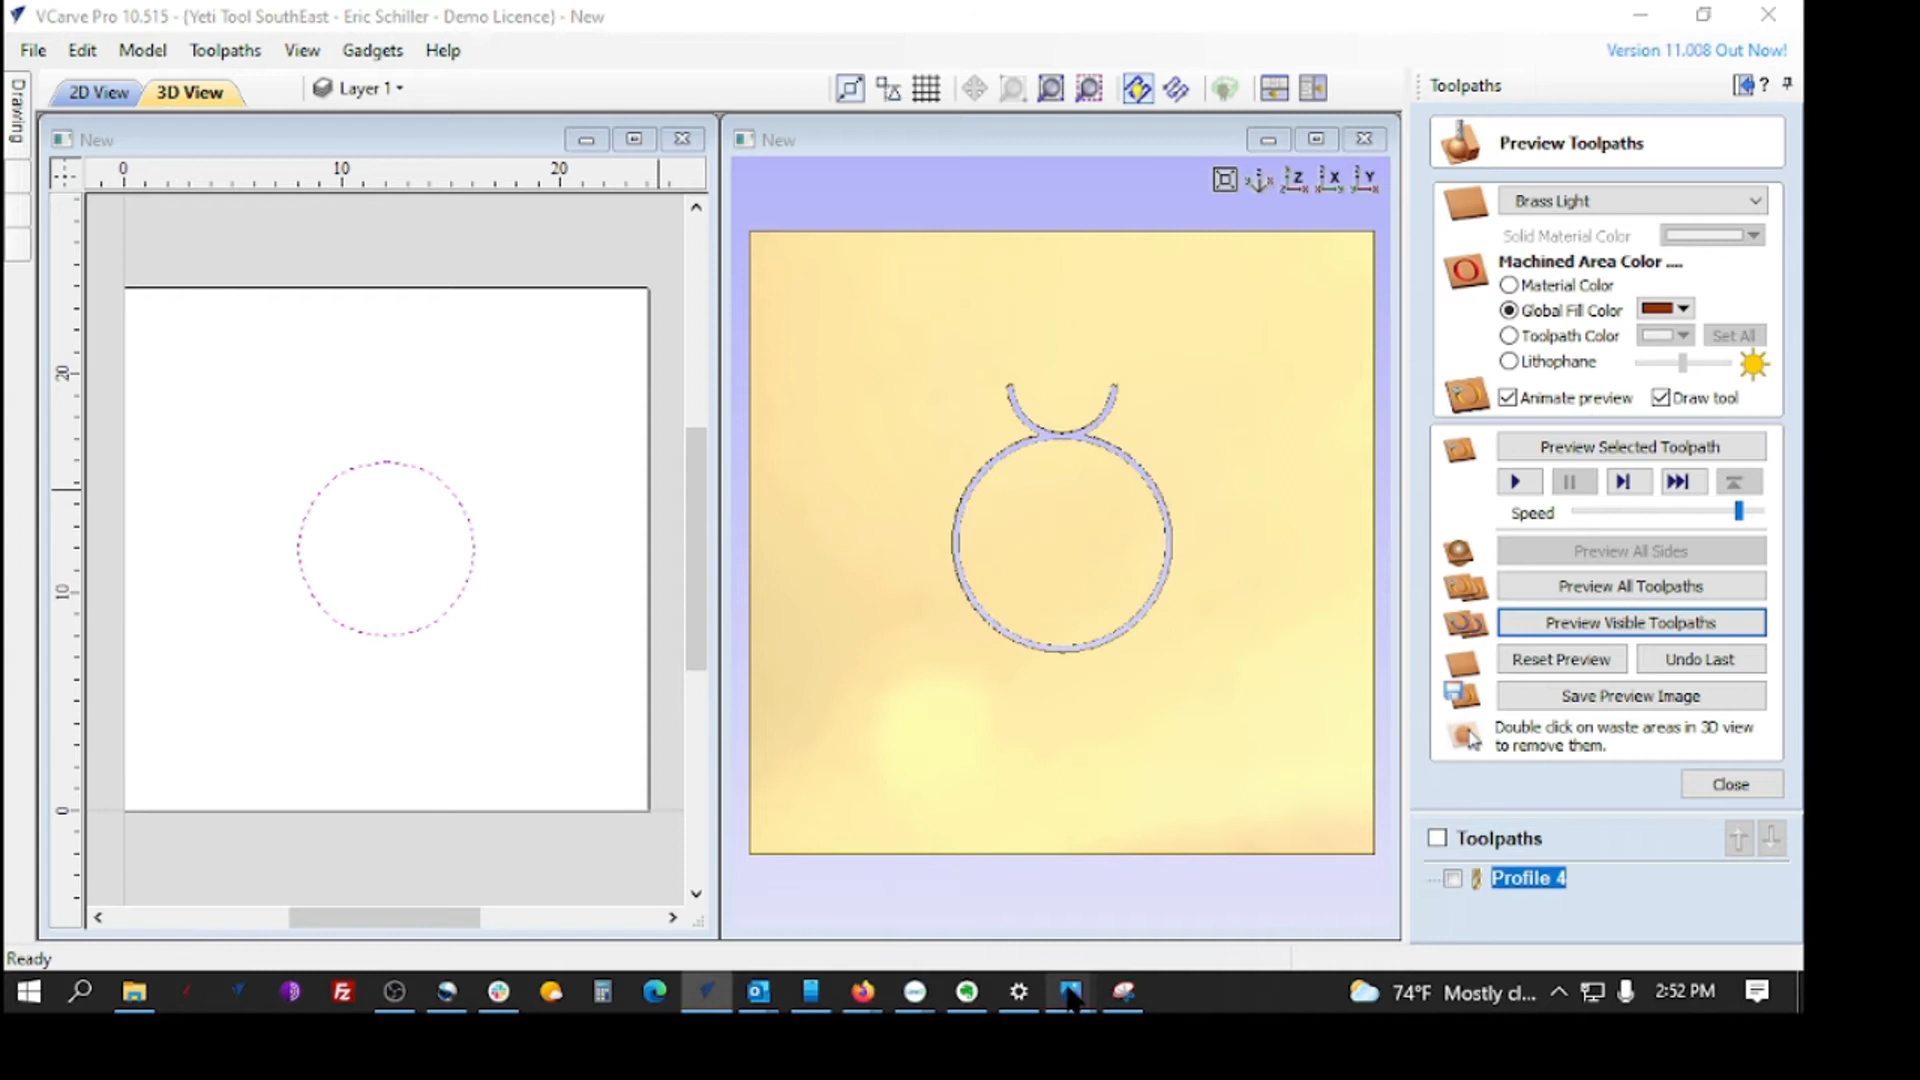 VCarve Pro 10.515 - {Yeti Tool SouthEast - Eric Schiller - Demo Licence} - New
File Edit Model Toolpaths View Gadgets Help
Version 11.008 Out Now!
Drawing
2D View 3D View Layer 1
Toolpaths ?
New
0 10 20
20
10
0
New
Z X Y
Preview Toolpaths
Brass Light
Solid Material Color
Machined Area Color ....
Material Color
Global Fill Color
Toolpath Color Set All
Lithophane
Animate preview Draw tool
Preview Selected Toolpath
Speed
Preview All Sides
Preview All Toolpaths
Preview Visible Toolpaths
Reset Preview Undo Last
Save Preview Image
Double click on waste areas in 3D view
to remove them.
Close
Toolpaths
Profile 4
Ready
FZ
74°F Mostly cl... 2:52 PM